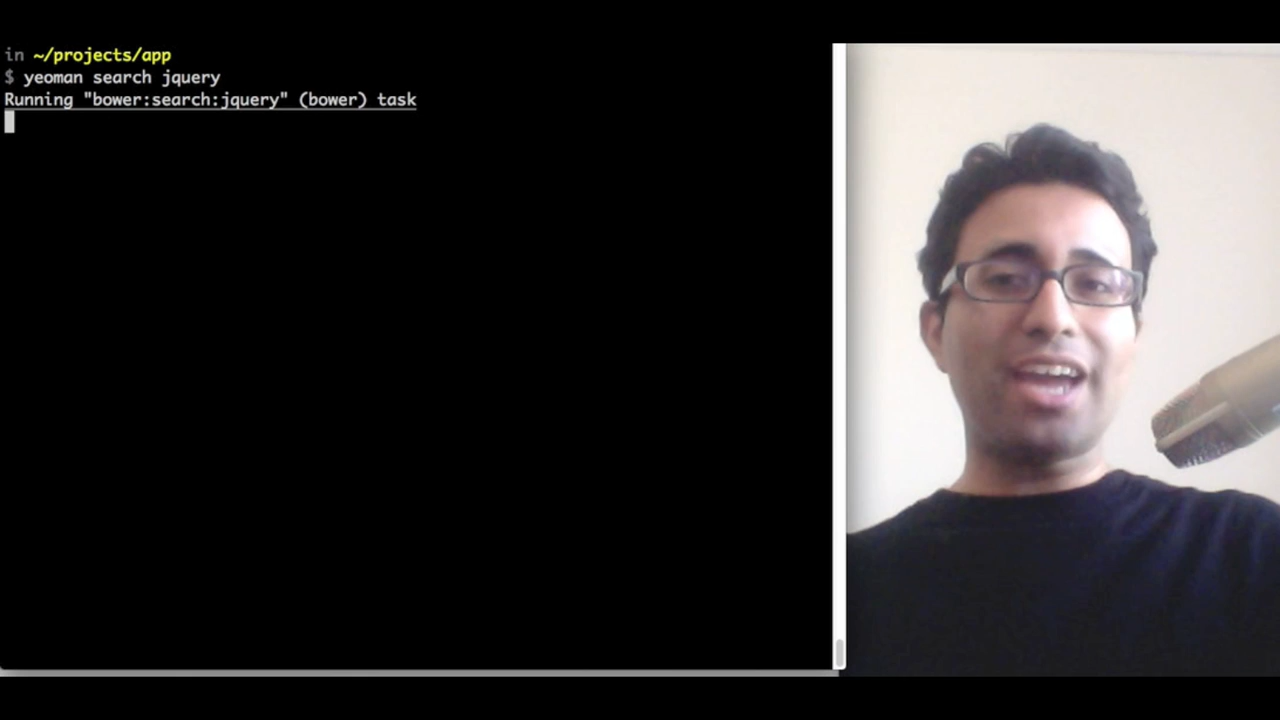 in ~/projects/app
$ yeoman search jquery
Running "bower:search:jquery" (bower) task